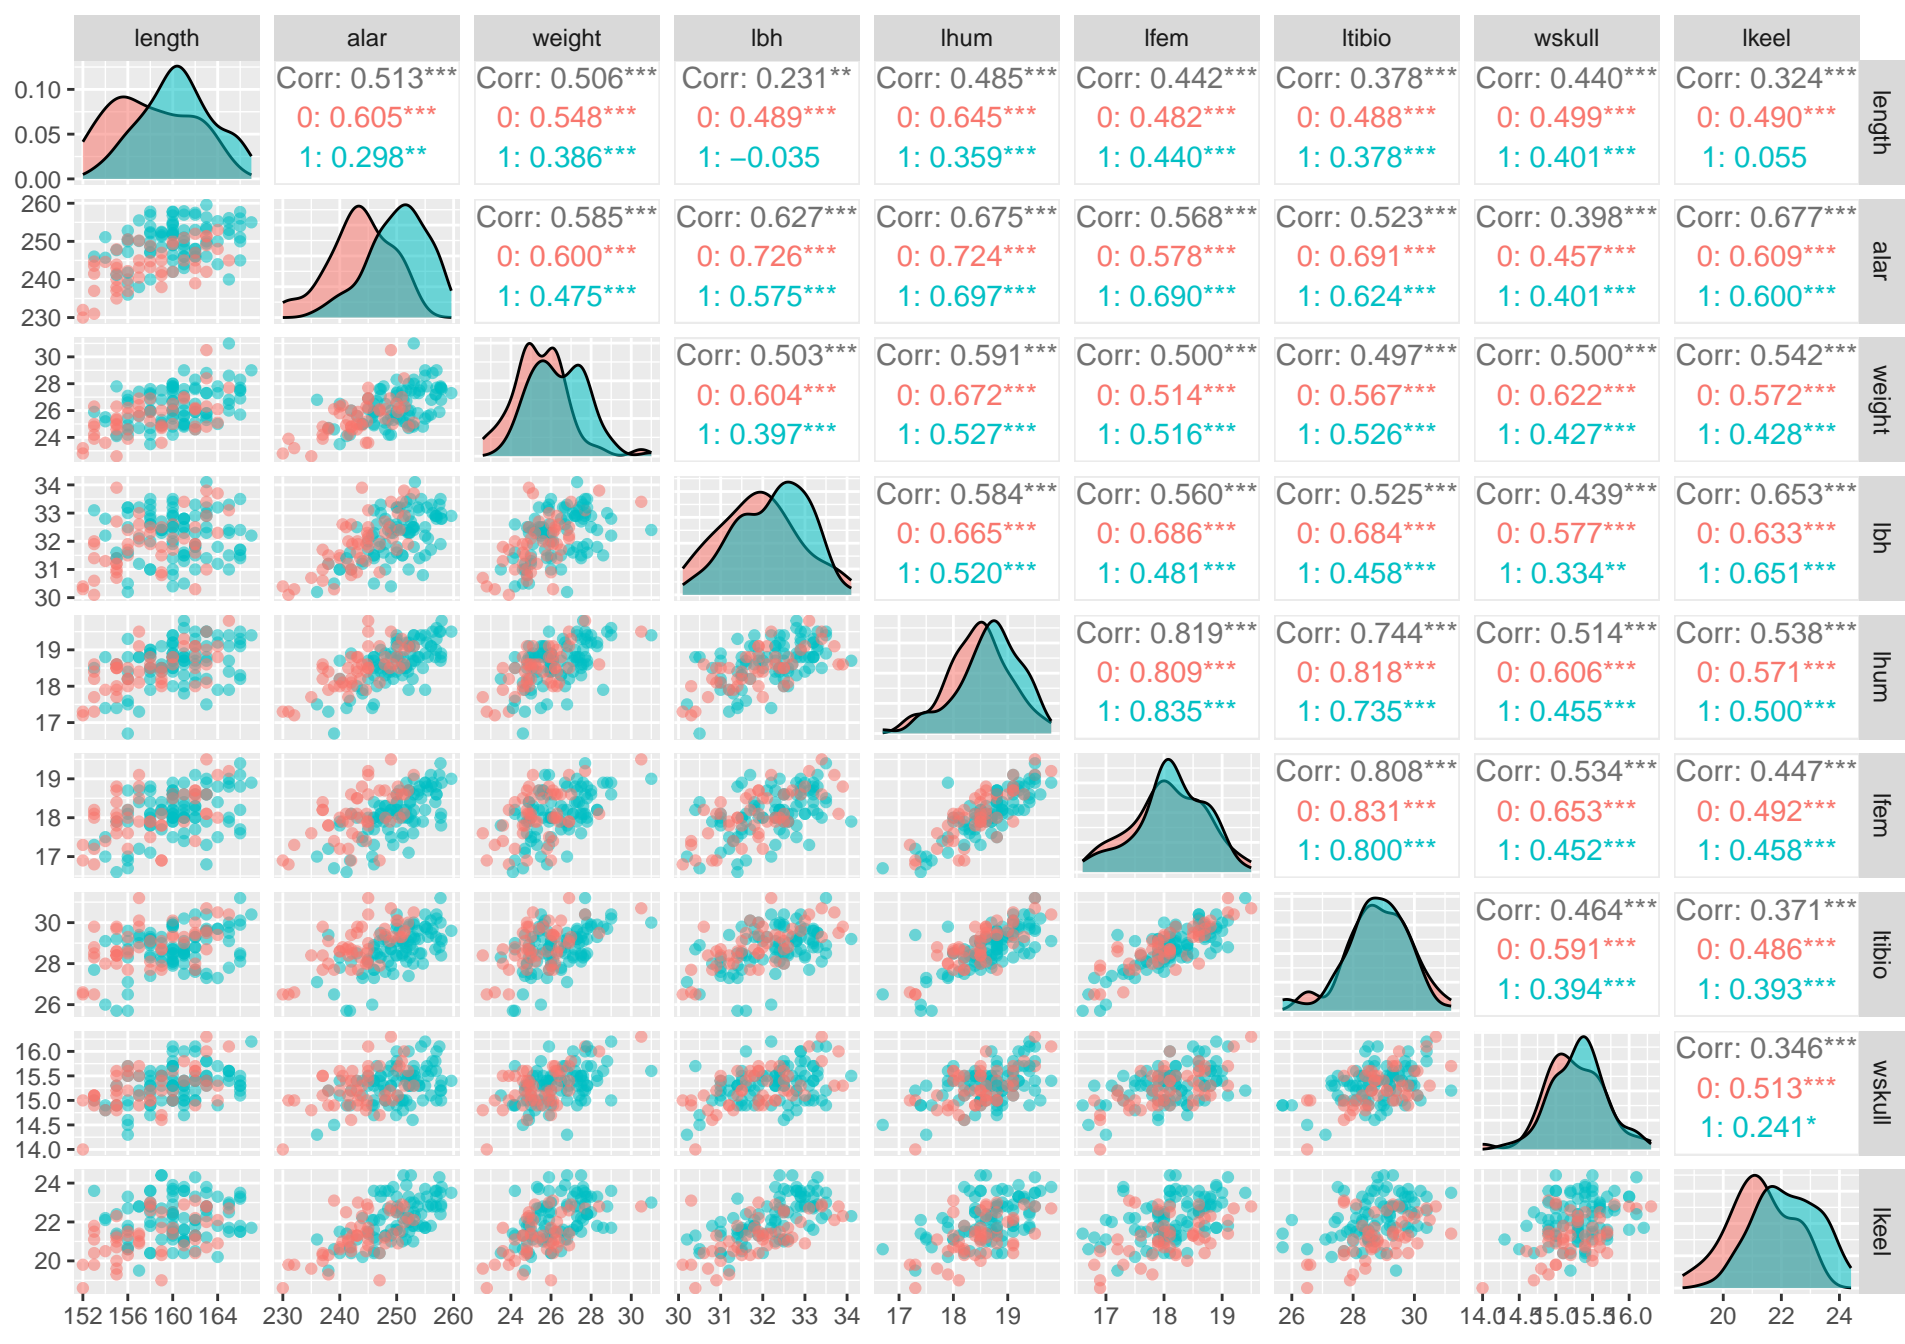 length alar weight lbh lhum lfem ltibio wskull lkeel
0.10 Corr: 0.513*** Corr: 0.506*** Corr: 0.231** Corr: 0.485*** Corr: 0.442*** Corr: 0.378*** Corr: 0.440*** Corr: 0.324*** length
0.05 0: 0.605*** 0: 0.548*** 0: 0.489*** 0: 0.645*** 0: 0.482*** 0: 0.488*** 0: 0.499*** 0: 0.490***
0.00 1: 0.298** 1: 0.386*** 1: −0.035 1: 0.359*** 1: 0.440*** 1: 0.378*** 1: 0.401*** 1: 0.055
260 Corr: 0.585*** Corr: 0.627*** Corr: 0.675*** Corr: 0.568*** Corr: 0.523*** Corr: 0.398*** Corr: 0.677*** alar
250 0: 0.600*** 0: 0.726*** 0: 0.724*** 0: 0.578*** 0: 0.691*** 0: 0.457*** 0: 0.609***
240 1: 0.475*** 1: 0.575*** 1: 0.697*** 1: 0.690*** 1: 0.624*** 1: 0.401*** 1: 0.600***
230
30 Corr: 0.503*** Corr: 0.591*** Corr: 0.500*** Corr: 0.497*** Corr: 0.500*** Corr: 0.542*** weight
28 0: 0.604*** 0: 0.672*** 0: 0.514*** 0: 0.567*** 0: 0.622*** 0: 0.572***
26 1: 0.397*** 1: 0.527*** 1: 0.516*** 1: 0.526*** 1: 0.427*** 1: 0.428***
24
34 Corr: 0.584*** Corr: 0.560*** Corr: 0.525*** Corr: 0.439*** Corr: 0.653*** lbh
33 0: 0.665*** 0: 0.686*** 0: 0.684*** 0: 0.577*** 0: 0.633***
32 1: 0.520*** 1: 0.481*** 1: 0.458*** 1: 0.334** 1: 0.651***
31
30
19 Corr: 0.819*** Corr: 0.744*** Corr: 0.514*** Corr: 0.538*** lhum
18 0: 0.809*** 0: 0.818*** 0: 0.606*** 0: 0.571***
17 1: 0.835*** 1: 0.735*** 1: 0.455*** 1: 0.500***
19 Corr: 0.808*** Corr: 0.534*** Corr: 0.447*** lfem
18 0: 0.831*** 0: 0.653*** 0: 0.492***
17 1: 0.800*** 1: 0.452*** 1: 0.458***
30 Corr: 0.464*** Corr: 0.371*** ltibio
28 0: 0.591*** 0: 0.486***
26 1: 0.394*** 1: 0.393***
16.0 Corr: 0.346*** wskull
15.5 0: 0.513***
15.0 1: 0.241*
14.5
14.0
24 lkeel
22
20
152 156 160 164 230 240 250 260 24 26 28 30 30 31 32 33 34 17 18 19 17 18 19 26 28 30 14.0 14.5 15.0 15.5 16.0 20 22 24